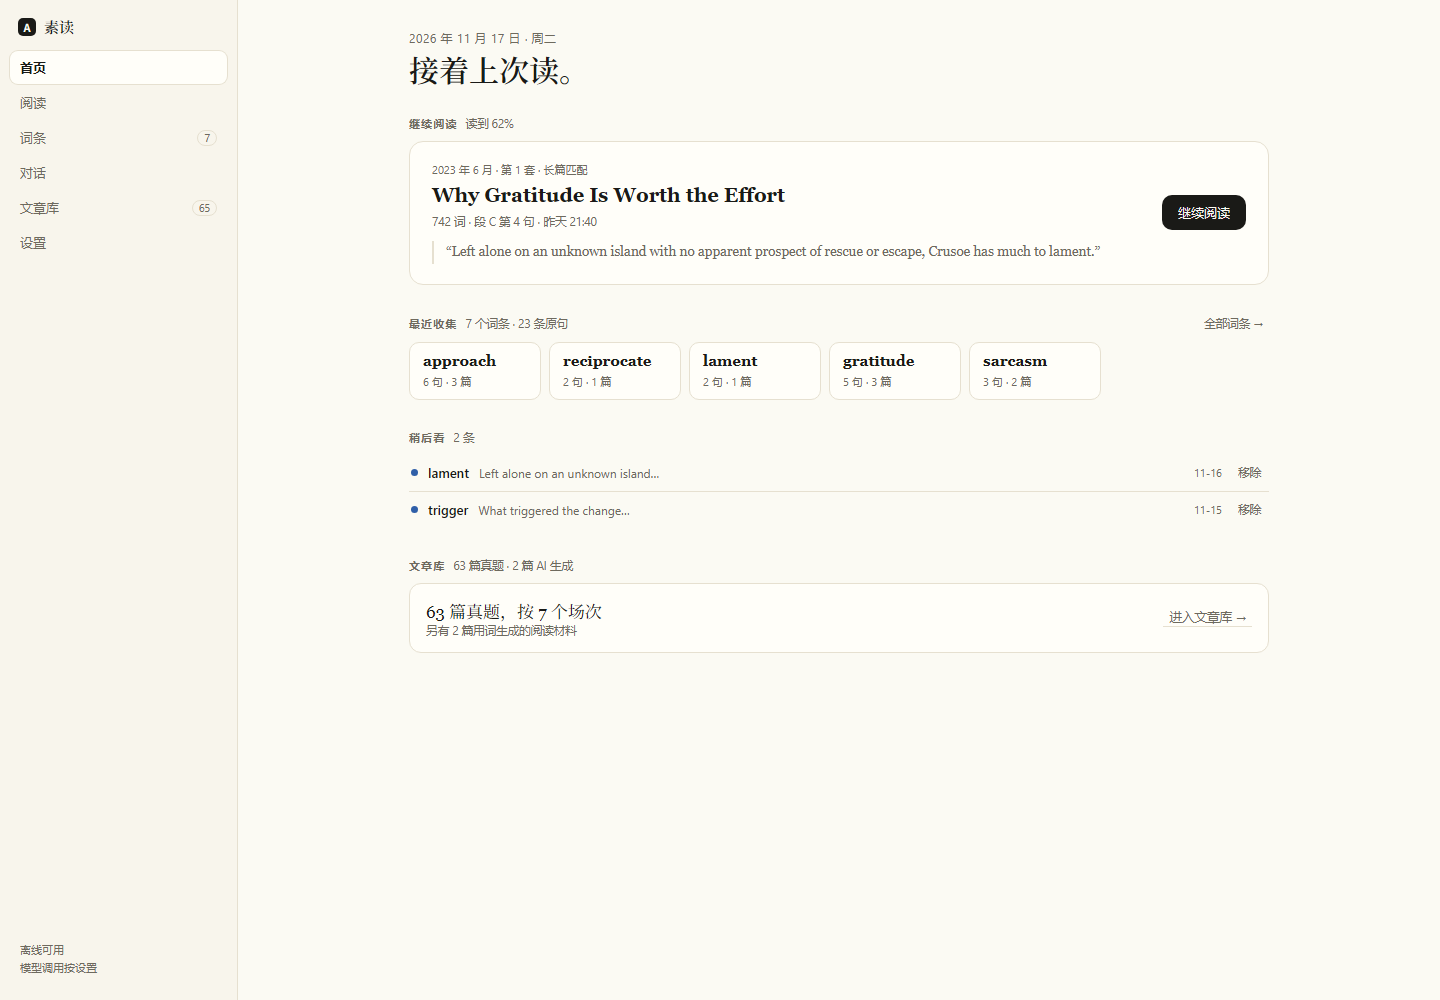 A 素读
首页
阅读
词条 7
对话
文章库 65
设置
离线可用
模型调用按设置
2026 年 11 月 17 日 · 周二
接着上次读。
继续阅读 读到 62%
2023 年 6 月 · 第 1 套 · 长篇匹配
Why Gratitude Is Worth the Effort
742 词 · 段 C 第 4 句 · 昨天 21:40
“Left alone on an unknown island with no apparent prospect of rescue or escape, Crusoe has much to lament.”
继续阅读
最近收集 7 个词条 · 23 条原句
全部词条 →
approach
6 句 · 3 篇
reciprocate
2 句 · 1 篇
lament
2 句 · 1 篇
gratitude
5 句 · 3 篇
sarcasm
3 句 · 2 篇
稍后看 2 条
lament Left alone on an unknown island... 11-16 移除
trigger What triggered the change... 11-15 移除
文章库 63 篇真题 · 2 篇 AI 生成
63 篇真题，按 7 个场次
另有 2 篇用词生成的阅读材料
进入文章库 →